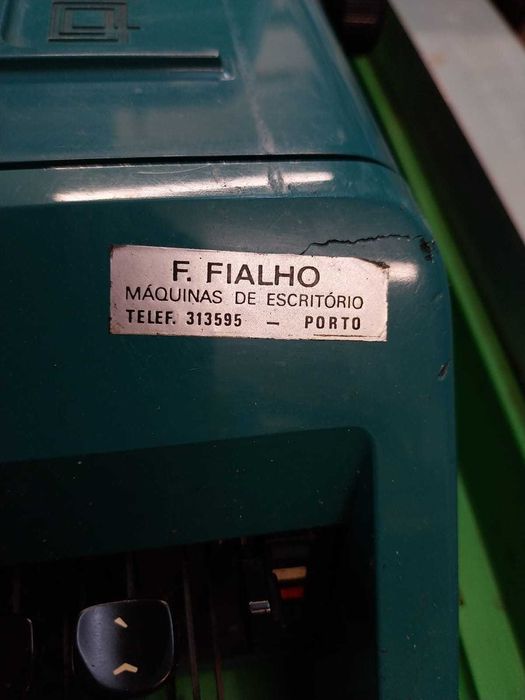 F. FIALHO
MÁQUINAS DE ESCRITÓRIO
TELEF. 313595 — PORTO